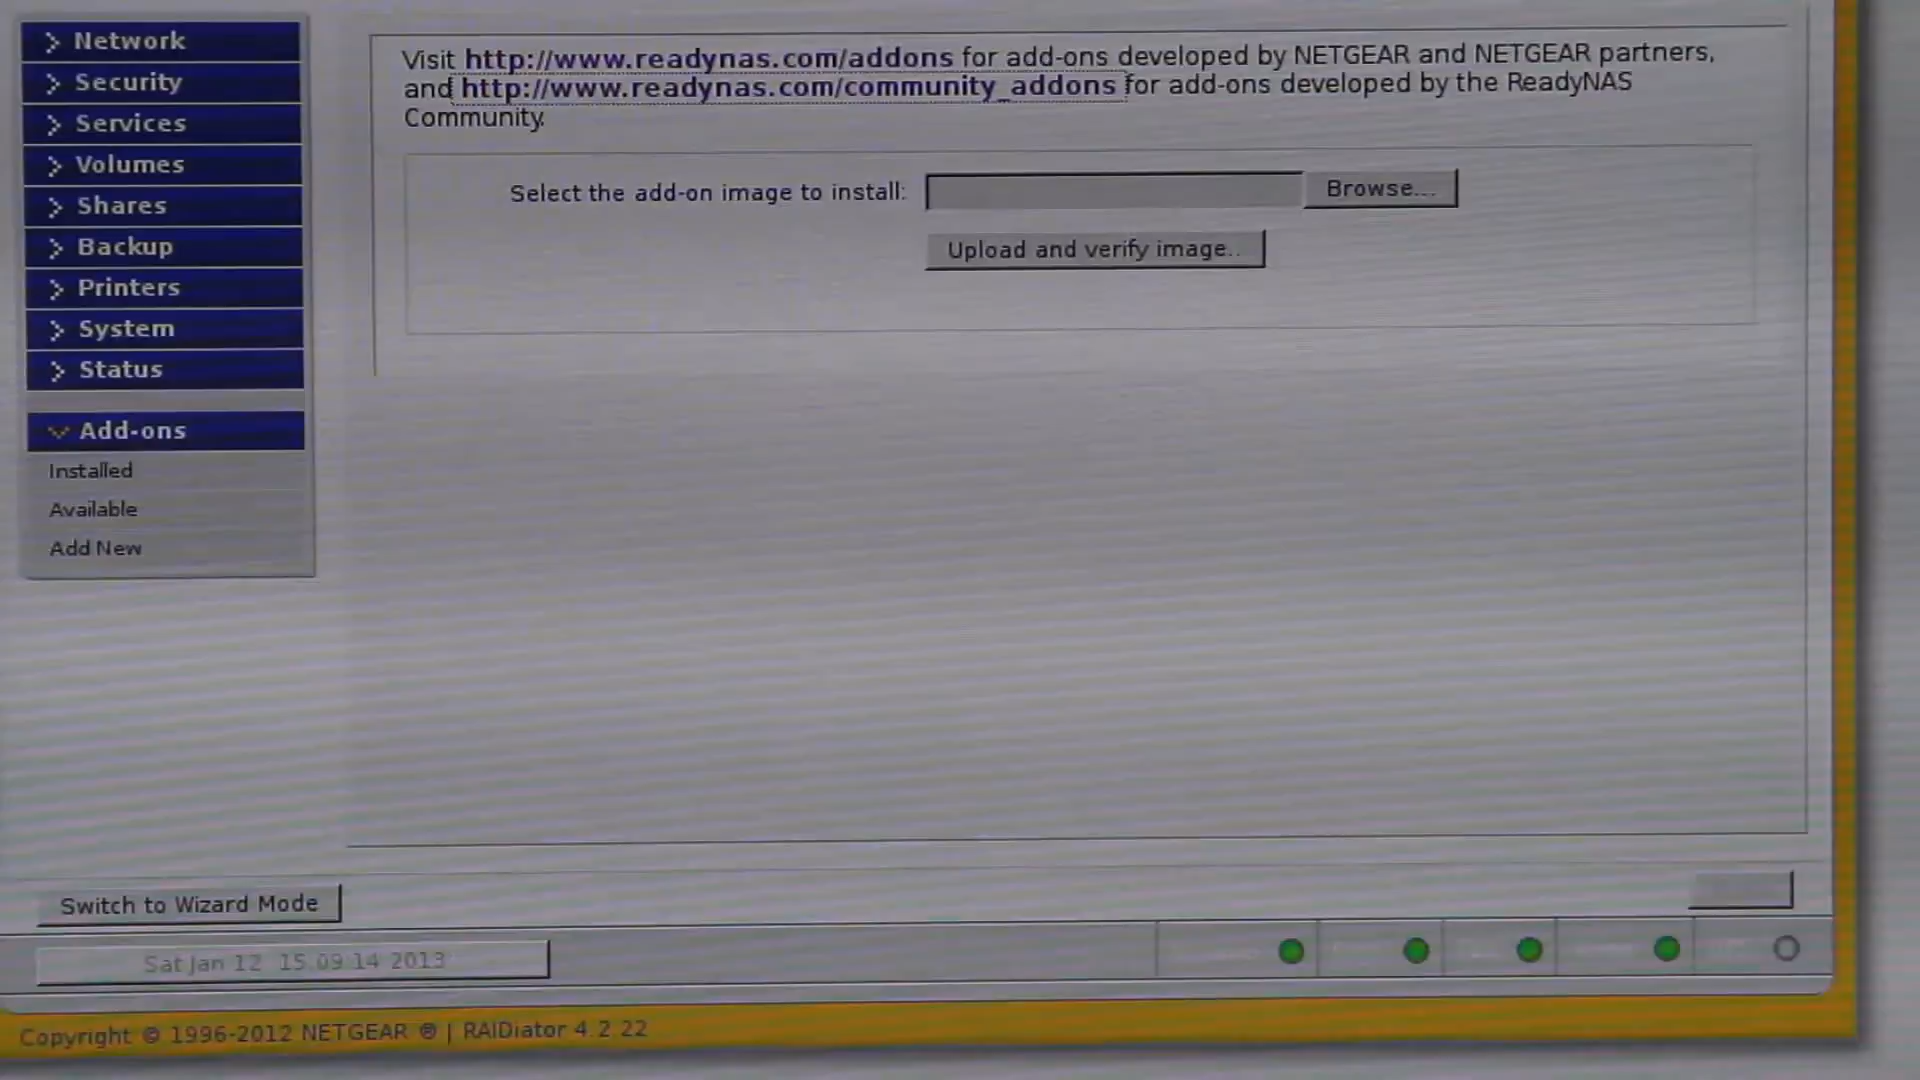 Network
Security
Services
Volumes
Shares
Backup
Printers
System
Status
Add-ons
Installed
Available
Add New
Visit http://www.readynas.com/addons for add-ons developed by NETGEAR and NETGEAR partners,
and http://www.readynas.com/community_addons for add-ons developed by the ReadyNAS
Community.
Select the add-on image to install:
Browse...
Upload and verify image..
Switch to Wizard Mode
Sat Jan 12 15:09:14 2013
Copyright © 1996-2012 NETGEAR ® | RAIDiator 4.2.22